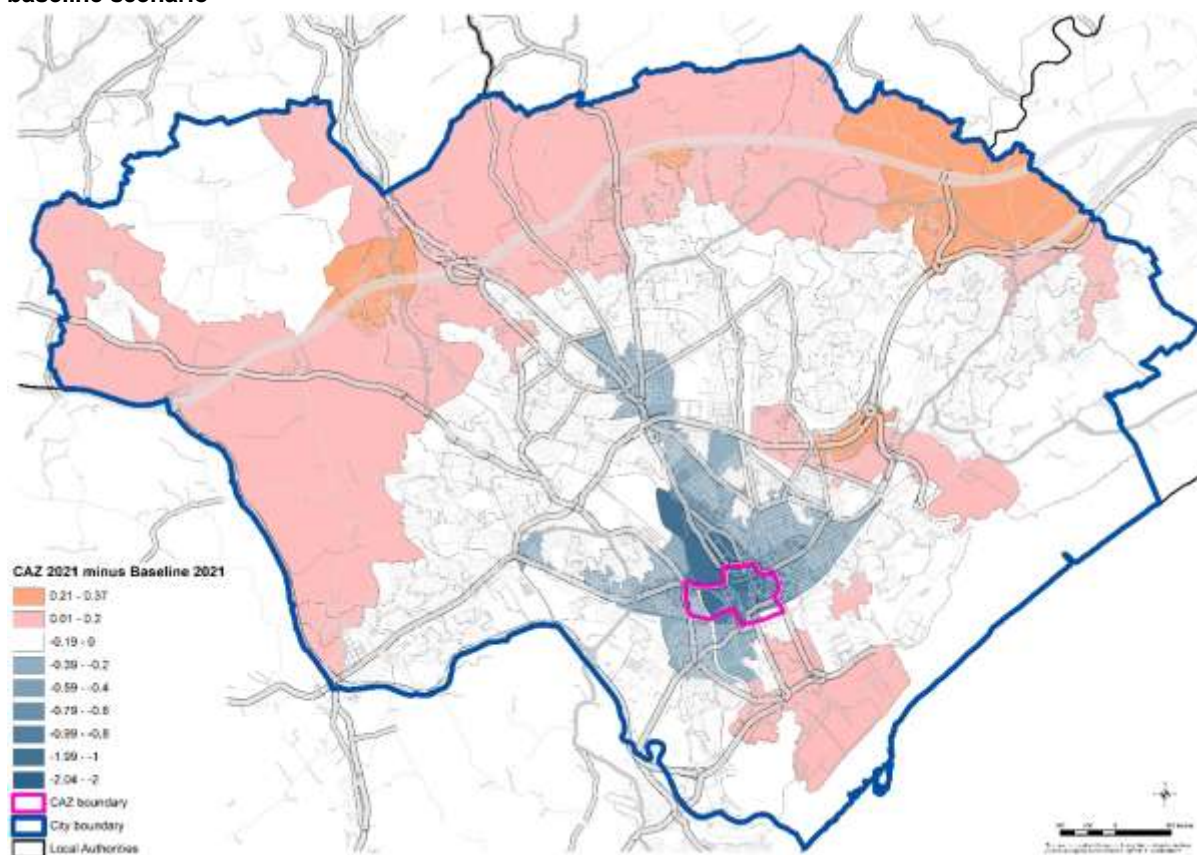 baseline scenario
CAZ 2021 minus Baseline 2021
0.21 - 0.37
0.01 - 0.2
-0.19 - 0
-0.39 - -0.2
-0.59 - -0.4
-0.79 - -0.6
-0.99 - -0.8
-1.99 - -1
-2.04 - -2
CAZ boundary
City boundary
Local Authorities